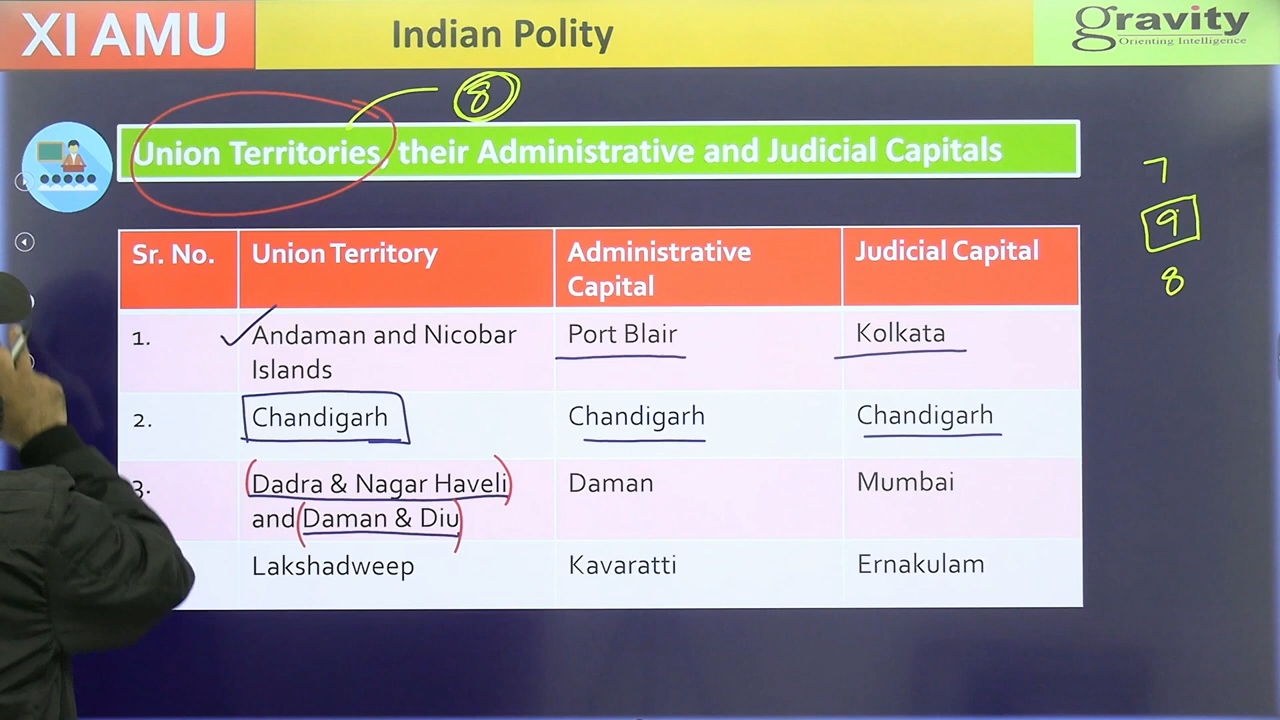 XI AMU
Indian Polity
gravity
Orienting Intelligence
8
Union Territories, their Administrative and Judicial Capitals
7
9
8
Sr. No. Union Territory Administrative Capital Judicial Capital
1. Andaman and Nicobar Islands Port Blair Kolkata
2. Chandigarh Chandigarh Chandigarh
3. Dadra & Nagar Haveli and Daman & Diu Daman Mumbai
Lakshadweep Kavaratti Ernakulam